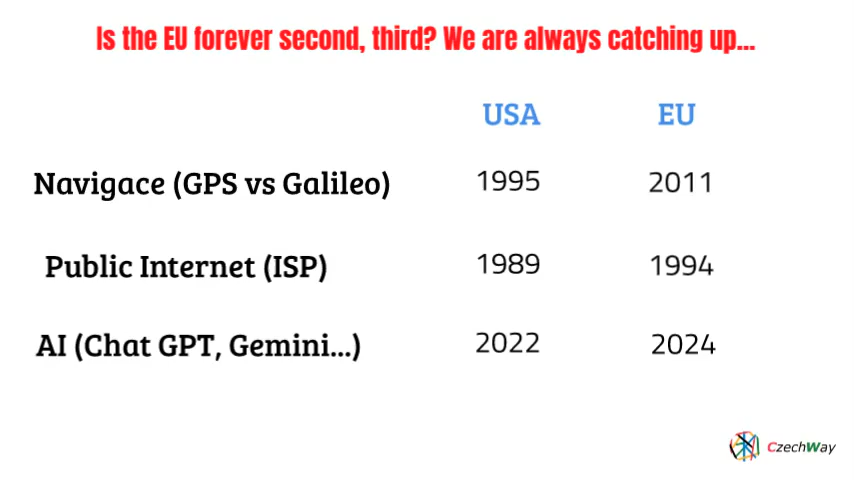 Is the EU forever second, third? We are always catching up...
USA EU
Navigace (GPS vs Galileo) 1995 2011
Public Internet (ISP) 1989 1994
AI (Chat GPT, Gemini...) 2022 2024
CzechWay